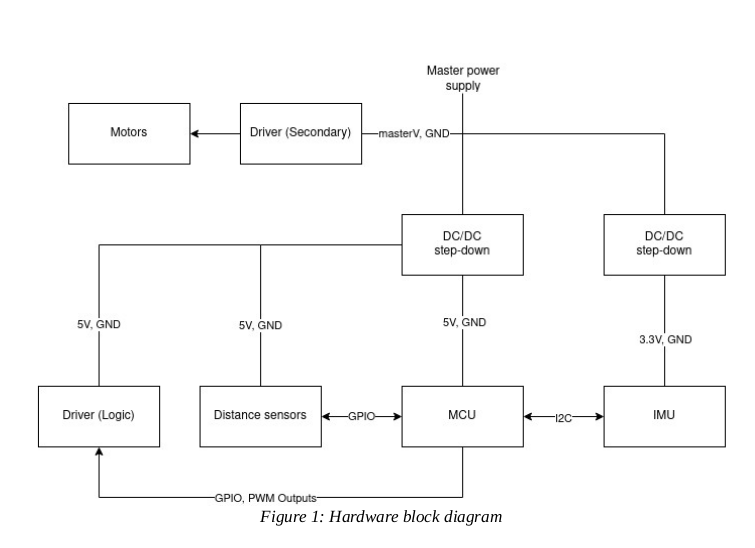 Master power
supply
Motors
Driver (Secondary)
masterV, GND
DC/DC
step-down
DC/DC
step-down
5V, GND
5V, GND
5V, GND
3.3V, GND
Driver (Logic)
Distance sensors
GPIO
MCU
I2C
IMU
GPIO, PWM Outputs
Figure 1: Hardware block diagram